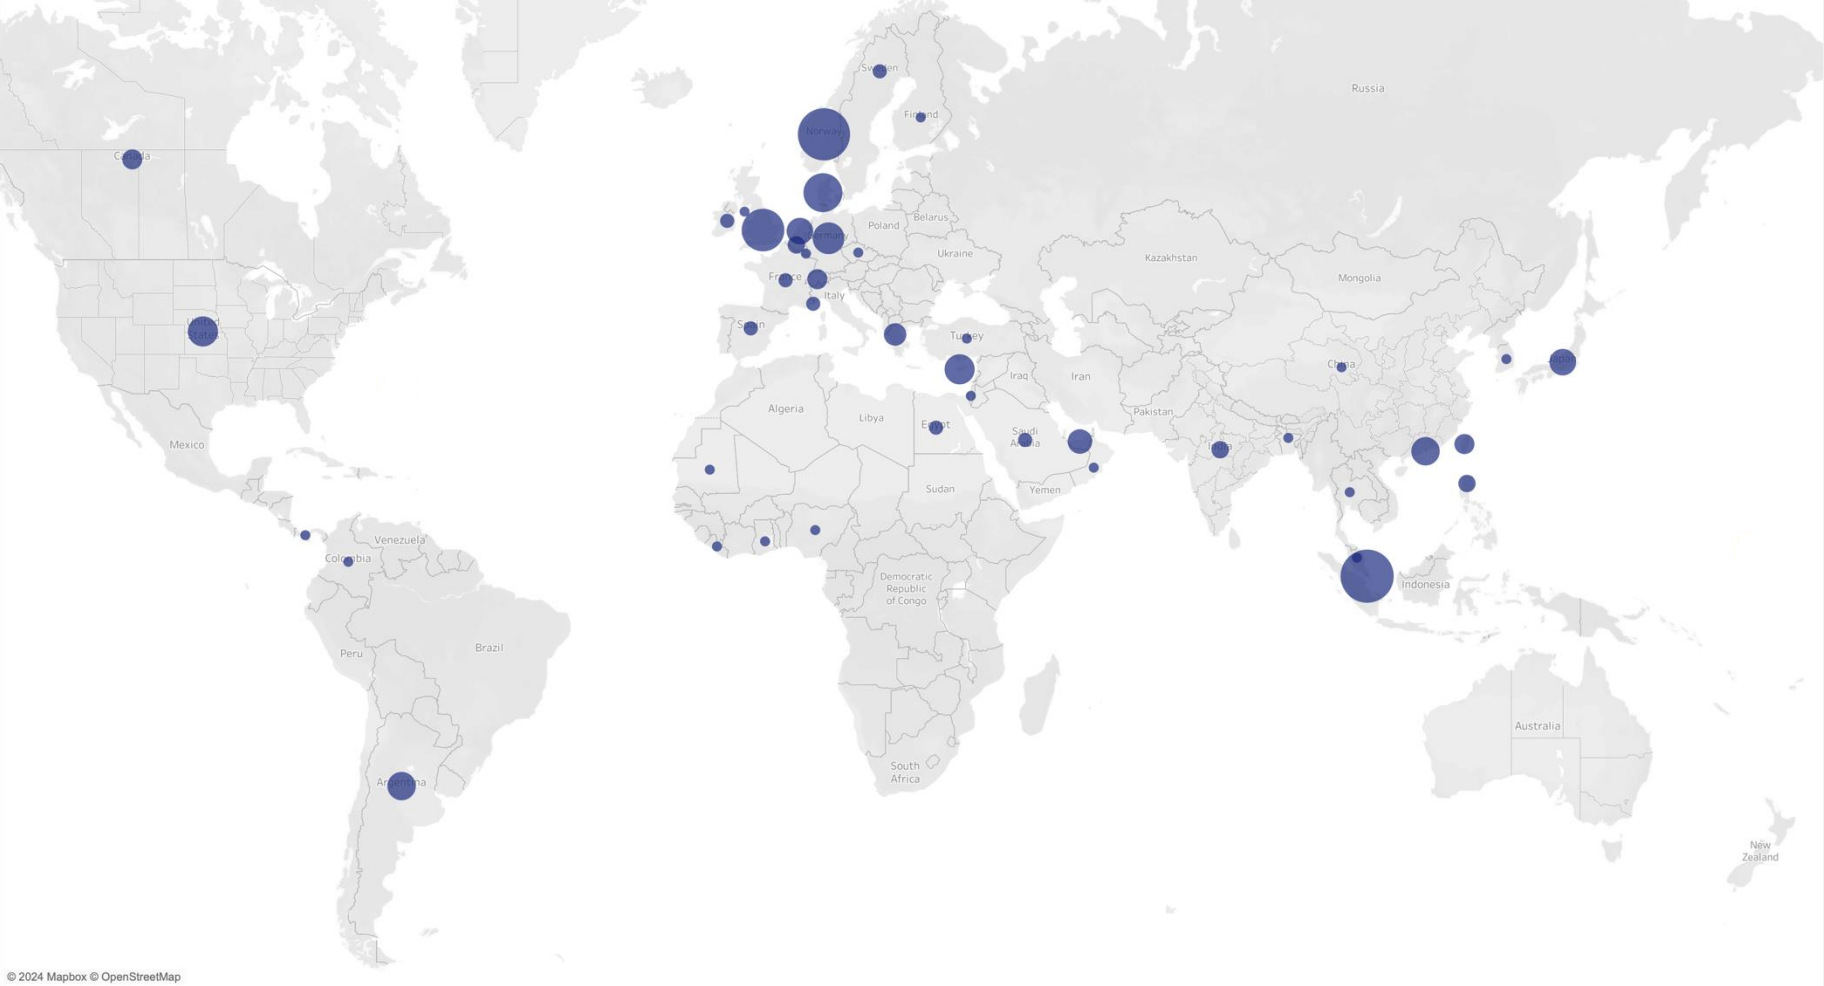 Sweden
Russia
Finland
Norway
Canada
Poland
Belarus
Germany
Ukraine
Kazakhstan
France
Mongolia
Italy
United
States
Spain
Turkey
China
Japan
Iraq
Iran
Algeria
Libya
Pakistan
Egypt
Saudi
Arabia
Mexico
India
Sudan
Yemen
Venezuela
Colombia
Democratic
Republic
of Congo
Indonesia
Brazil
Peru
Australia
South
Africa
Argentina
New
Zealand
© 2024 Mapbox © OpenStreetMap